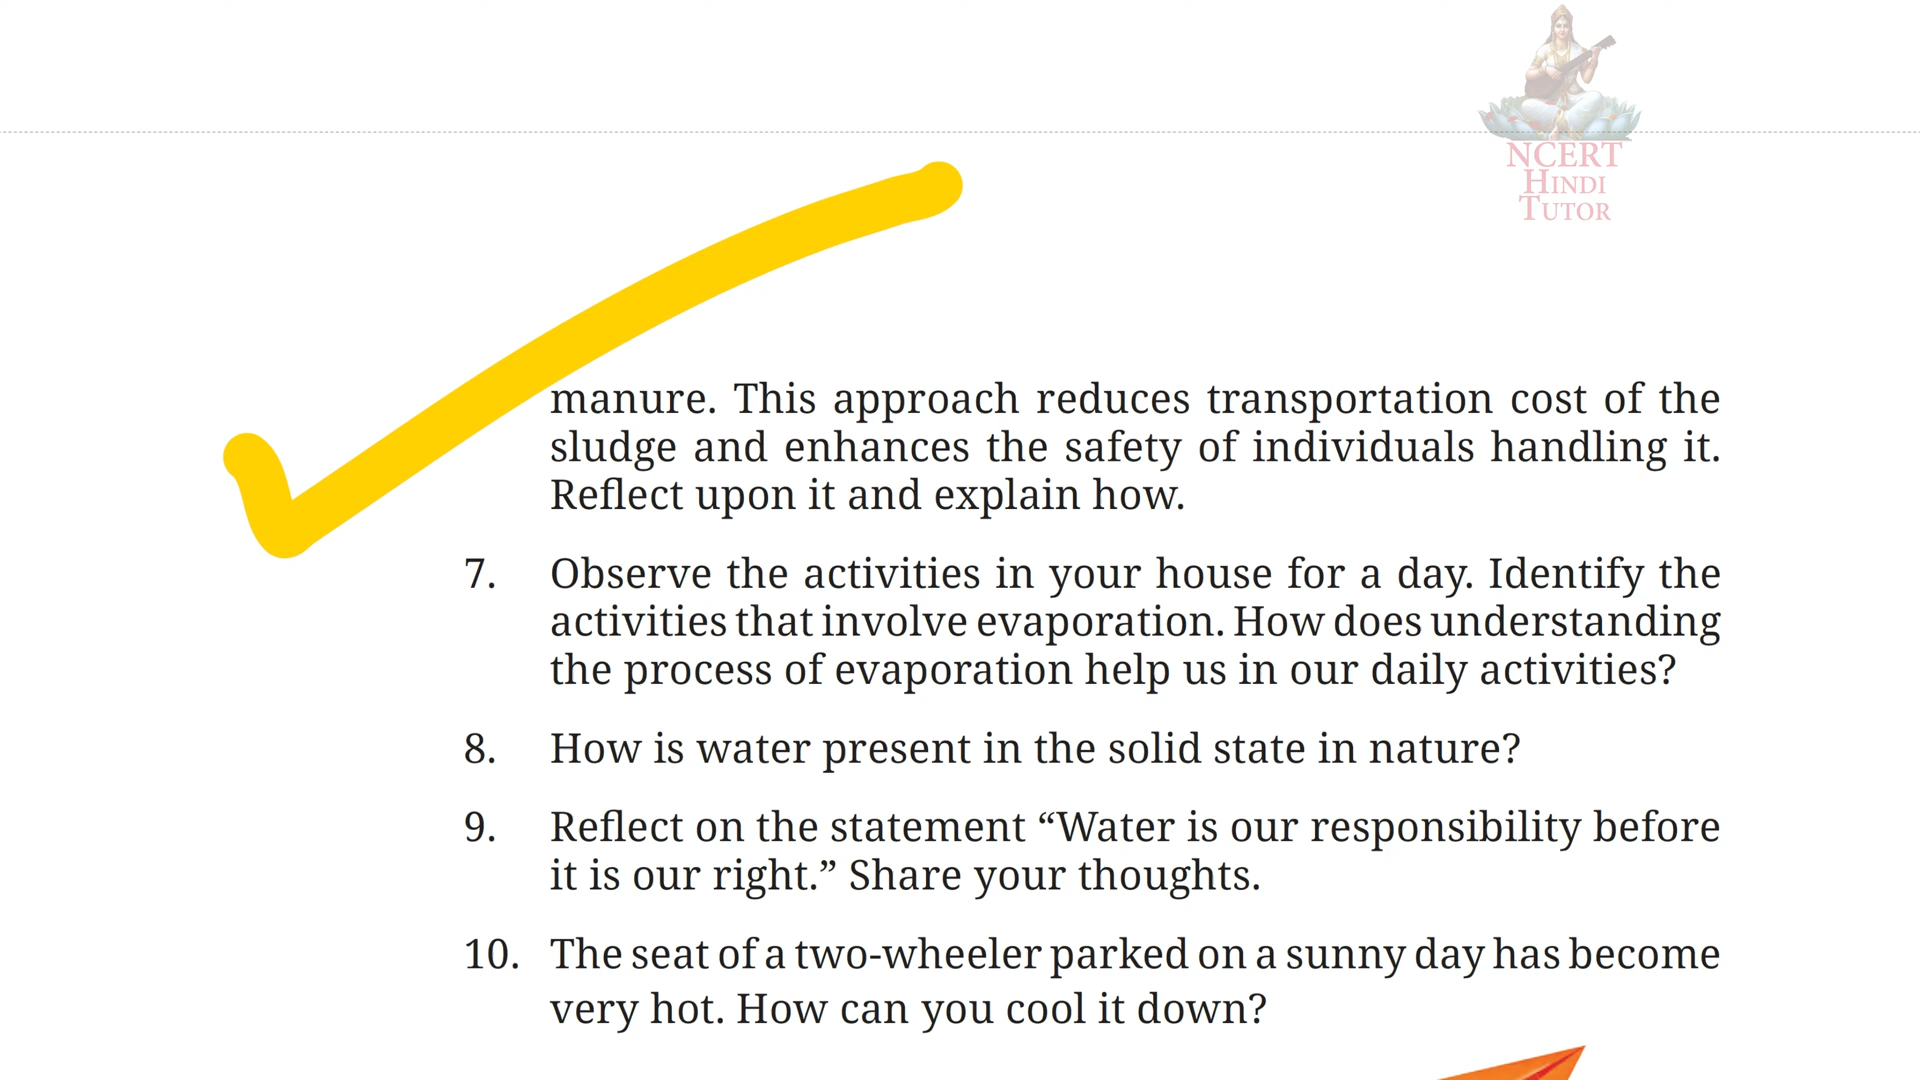 NCERT
HINDI
TUTOR
manure. This approach reduces transportation cost of the
sludge and enhances the safety of individuals handling it.
Reflect upon it and explain how.
7. Observe the activities in your house for a day. Identify the
activities that involve evaporation. How does understanding
the process of evaporation help us in our daily activities?
8. How is water present in the solid state in nature?
9. Reflect on the statement “Water is our responsibility before
it is our right.” Share your thoughts.
10. The seat of a two-wheeler parked on a sunny day has become
very hot. How can you cool it down?